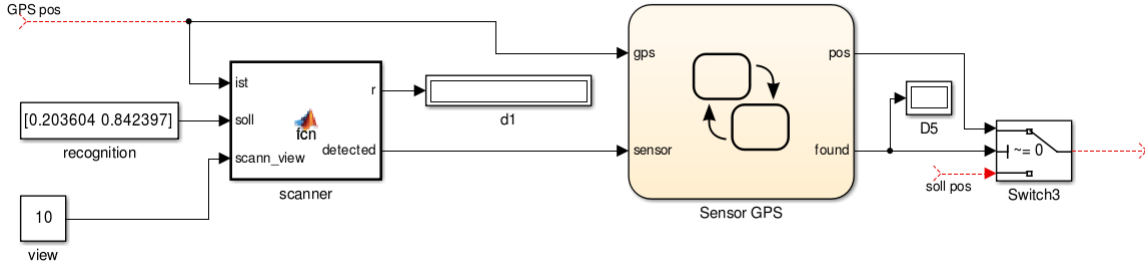 GPS pos
ist
soll
scann_view
fcn
r
detected
scanner
[0.203604 0.842397]
recognition
10
view
d1
gps
sensor
pos
found
Sensor GPS
D5
~= 0
soll pos
Switch3